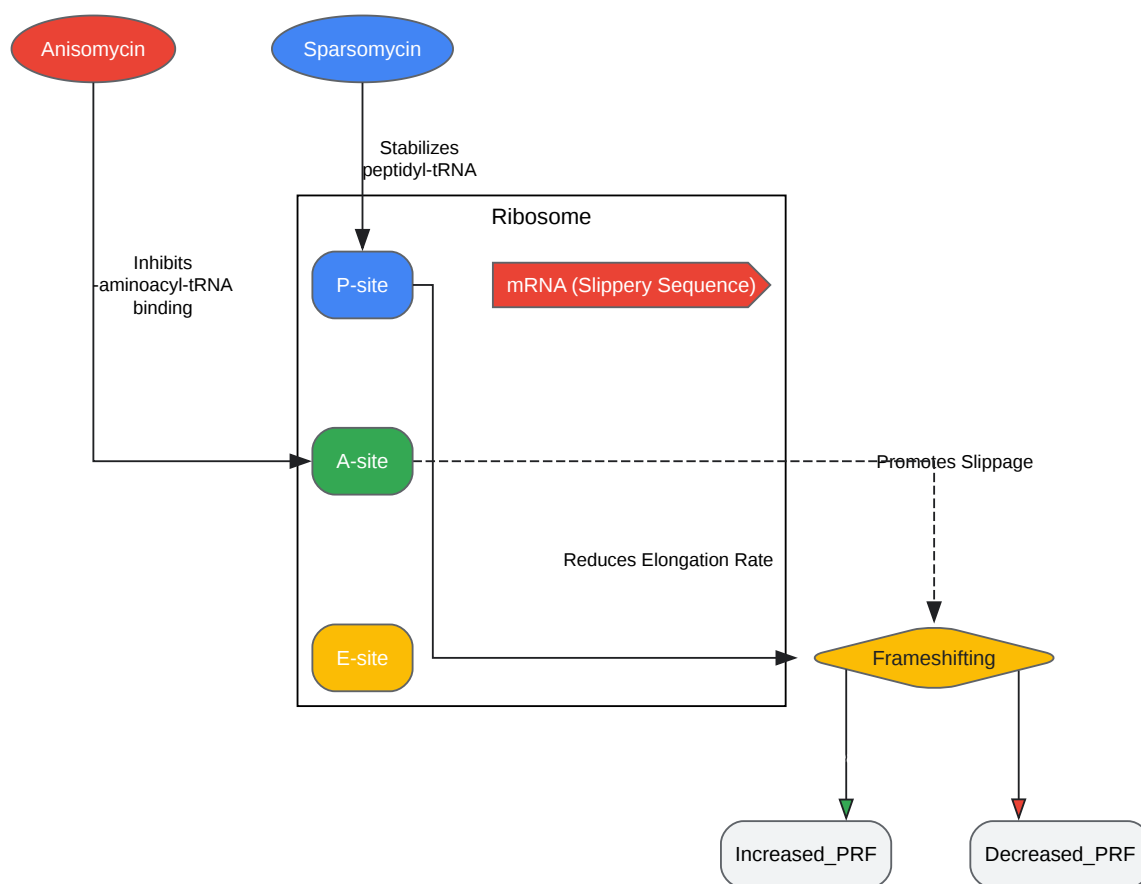 Anisomycin
Sparsomycin
Stabilizes
peptidyl-tRNA
Ribosome
Inhibits
-aminoacyl-tRNA
binding
P-site
mRNA (Slippery Sequence)
A-site
Promotes Slippage
Reduces Elongation Rate
E-site
Frameshifting
Increased_PRF
Decreased_PRF